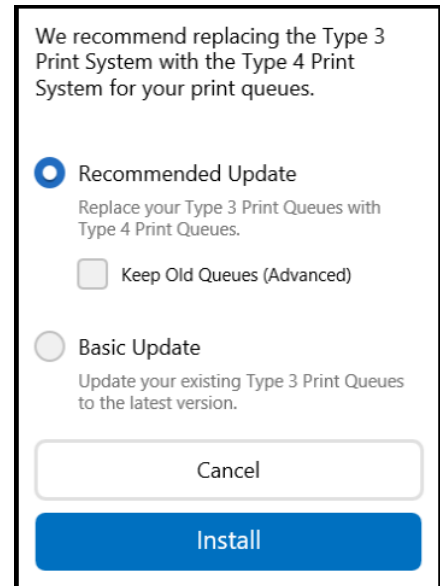 We recommend replacing the Type 3
Print System with the Type 4 Print
System for your print queues.
Recommended Update
Replace your Type 3 Print Queues with
Type 4 Print Queues.
Keep Old Queues (Advanced)
Basic Update
Update your existing Type 3 Print Queues
to the latest version.
Cancel
Install